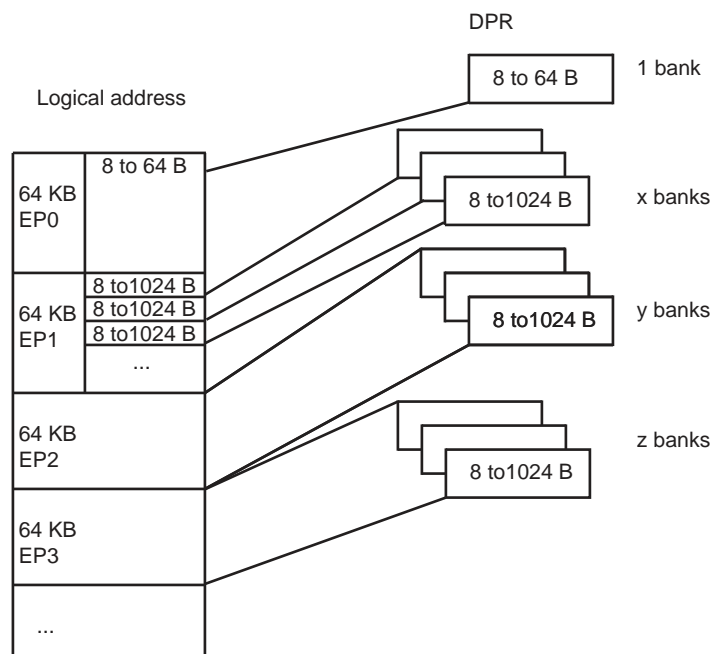 DPR
8 to 64 B
1 bank
Logical address
8 to 64 B
64 KB
EP0
8 to1024 B
x banks
64 KB
EP1
8 to1024 B
8 to1024 B
8 to1024 B
...
8 to1024 B
y banks
64 KB
EP2
8 to1024 B
z banks
64 KB
EP3
...